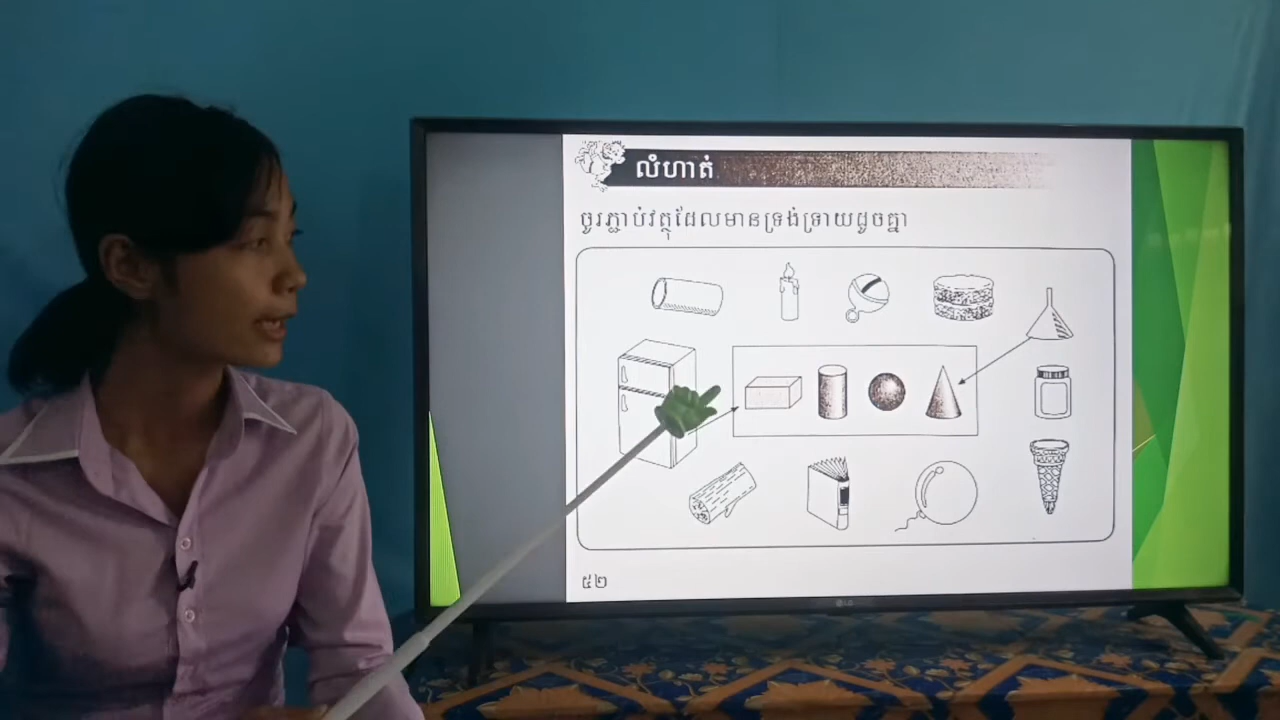 លំហាត់
ចូរភ្ជាប់វត្ថុដែលមានទ្រង់ទ្រាយដូចគ្នា
៥២
LG